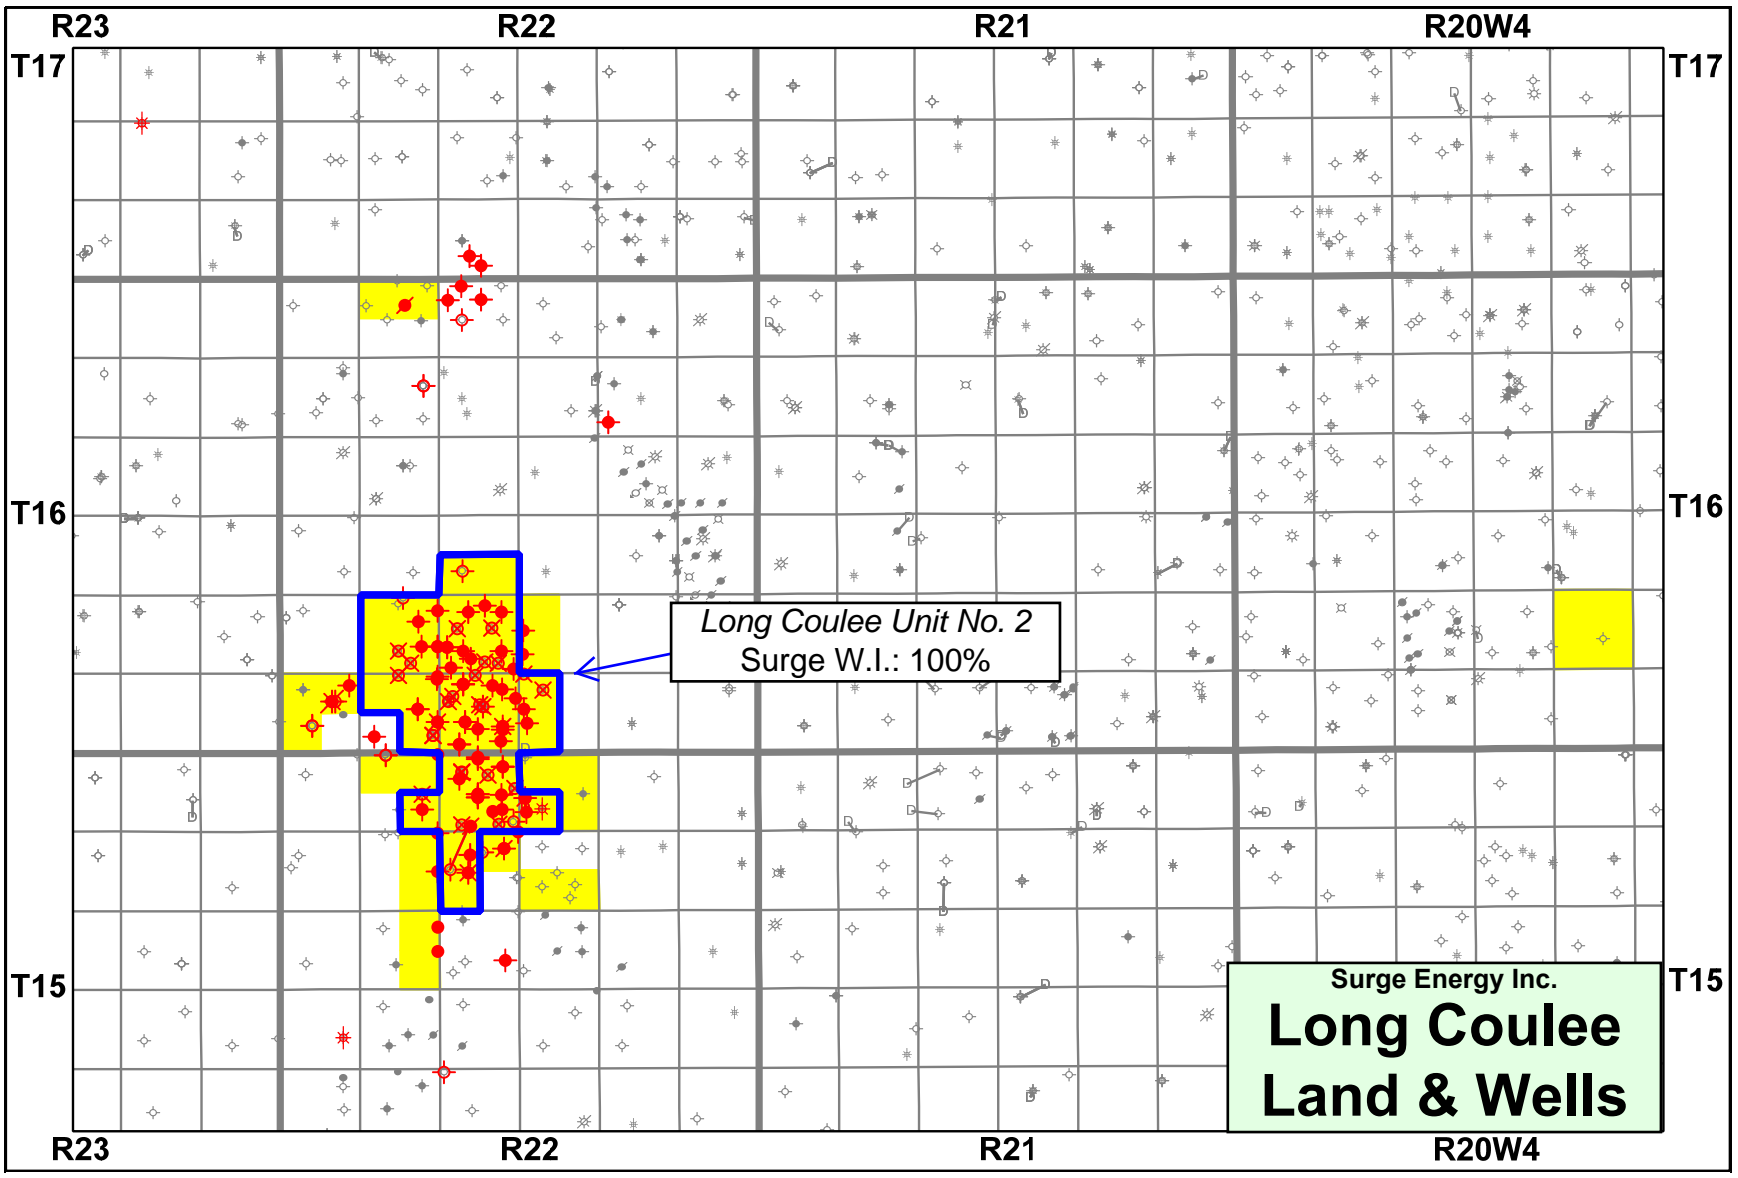 R23 R22 R21 R20W4
T17 T17
Long Coulee Unit No. 2
Surge W.I.: 100%
T16 T16
T15 T15
Surge Energy Inc.
Long Coulee
Land & Wells
R23 R22 R21 R20W4